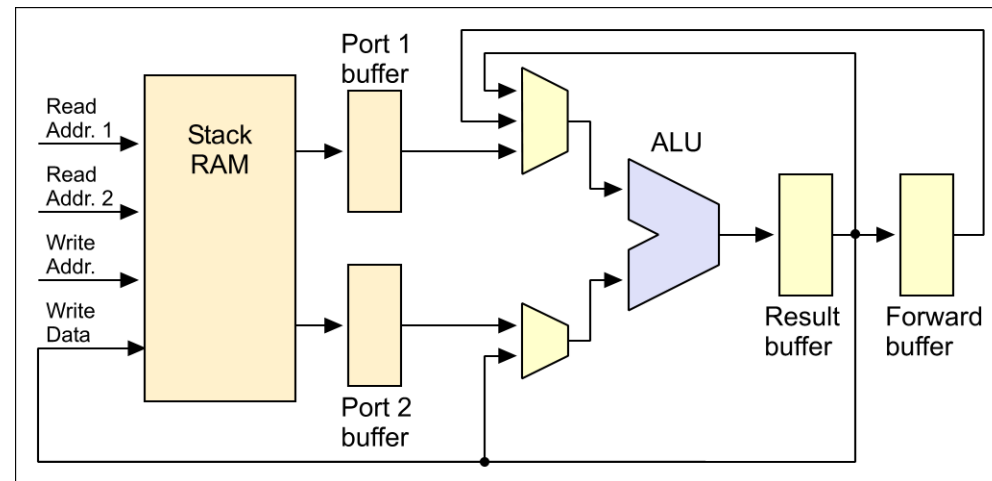 Port 1
buffer
Read
Addr. 1
Stack
RAM
ALU
Read
Addr. 2
Write
Addr.
Write
Data
Result
buffer
Forward
buffer
Port 2
buffer